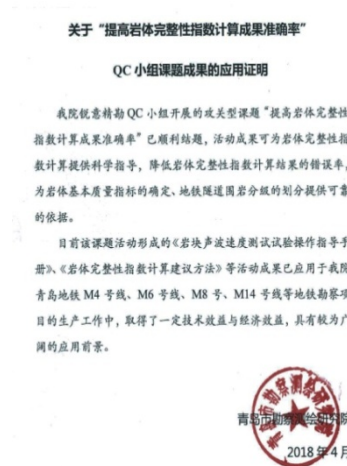 关于“提高岩体完整性指数计算成果准确率”
QC 小组课题成果的应用证明
我院锐意精勘 QC 小组开展的攻关型课题“提高岩体完整性
指数计算成果准确率”已顺利结题，活动成果可为岩体完整性指
数计算提供科学指导，降低岩体完整性指数计算结果的错误率，
为岩体基本质量指标的确定、地铁隧道围岩分级的划分提供可靠
的依据。
目前该课题活动形成的《岩块声波速度测试试验操作指导手
册》、《岩体完整性指数计算建议方法》等活动成果已应用于我院
青岛地铁 M4 号线、M6 号线、M8 号、M14 号线等地铁勘察项
目的生产工作中，取得了一定技术效益与经济效益，具有较为广
阔的应用前景。
青岛市勘察测绘研究院
2018 年 4 月